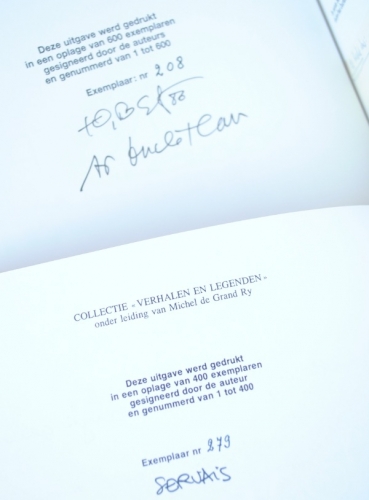 Deze uitgave werd gedrukt
in een oplage van 600 exemplaren
gesigneerd door de auteurs
en genummerd van 1 tot 600
Exemplaar: nr 208
COLLECTIE - VERHALEN EN LEGENDEN -
onder leiding van Michel de Grand Ry
Deze uitgave werd gedrukt
in een oplage van 400 exemplaren
gesigneerd door de auteur
en genummerd van 1 tot 400
Exemplaar nr 279
SERVAIS